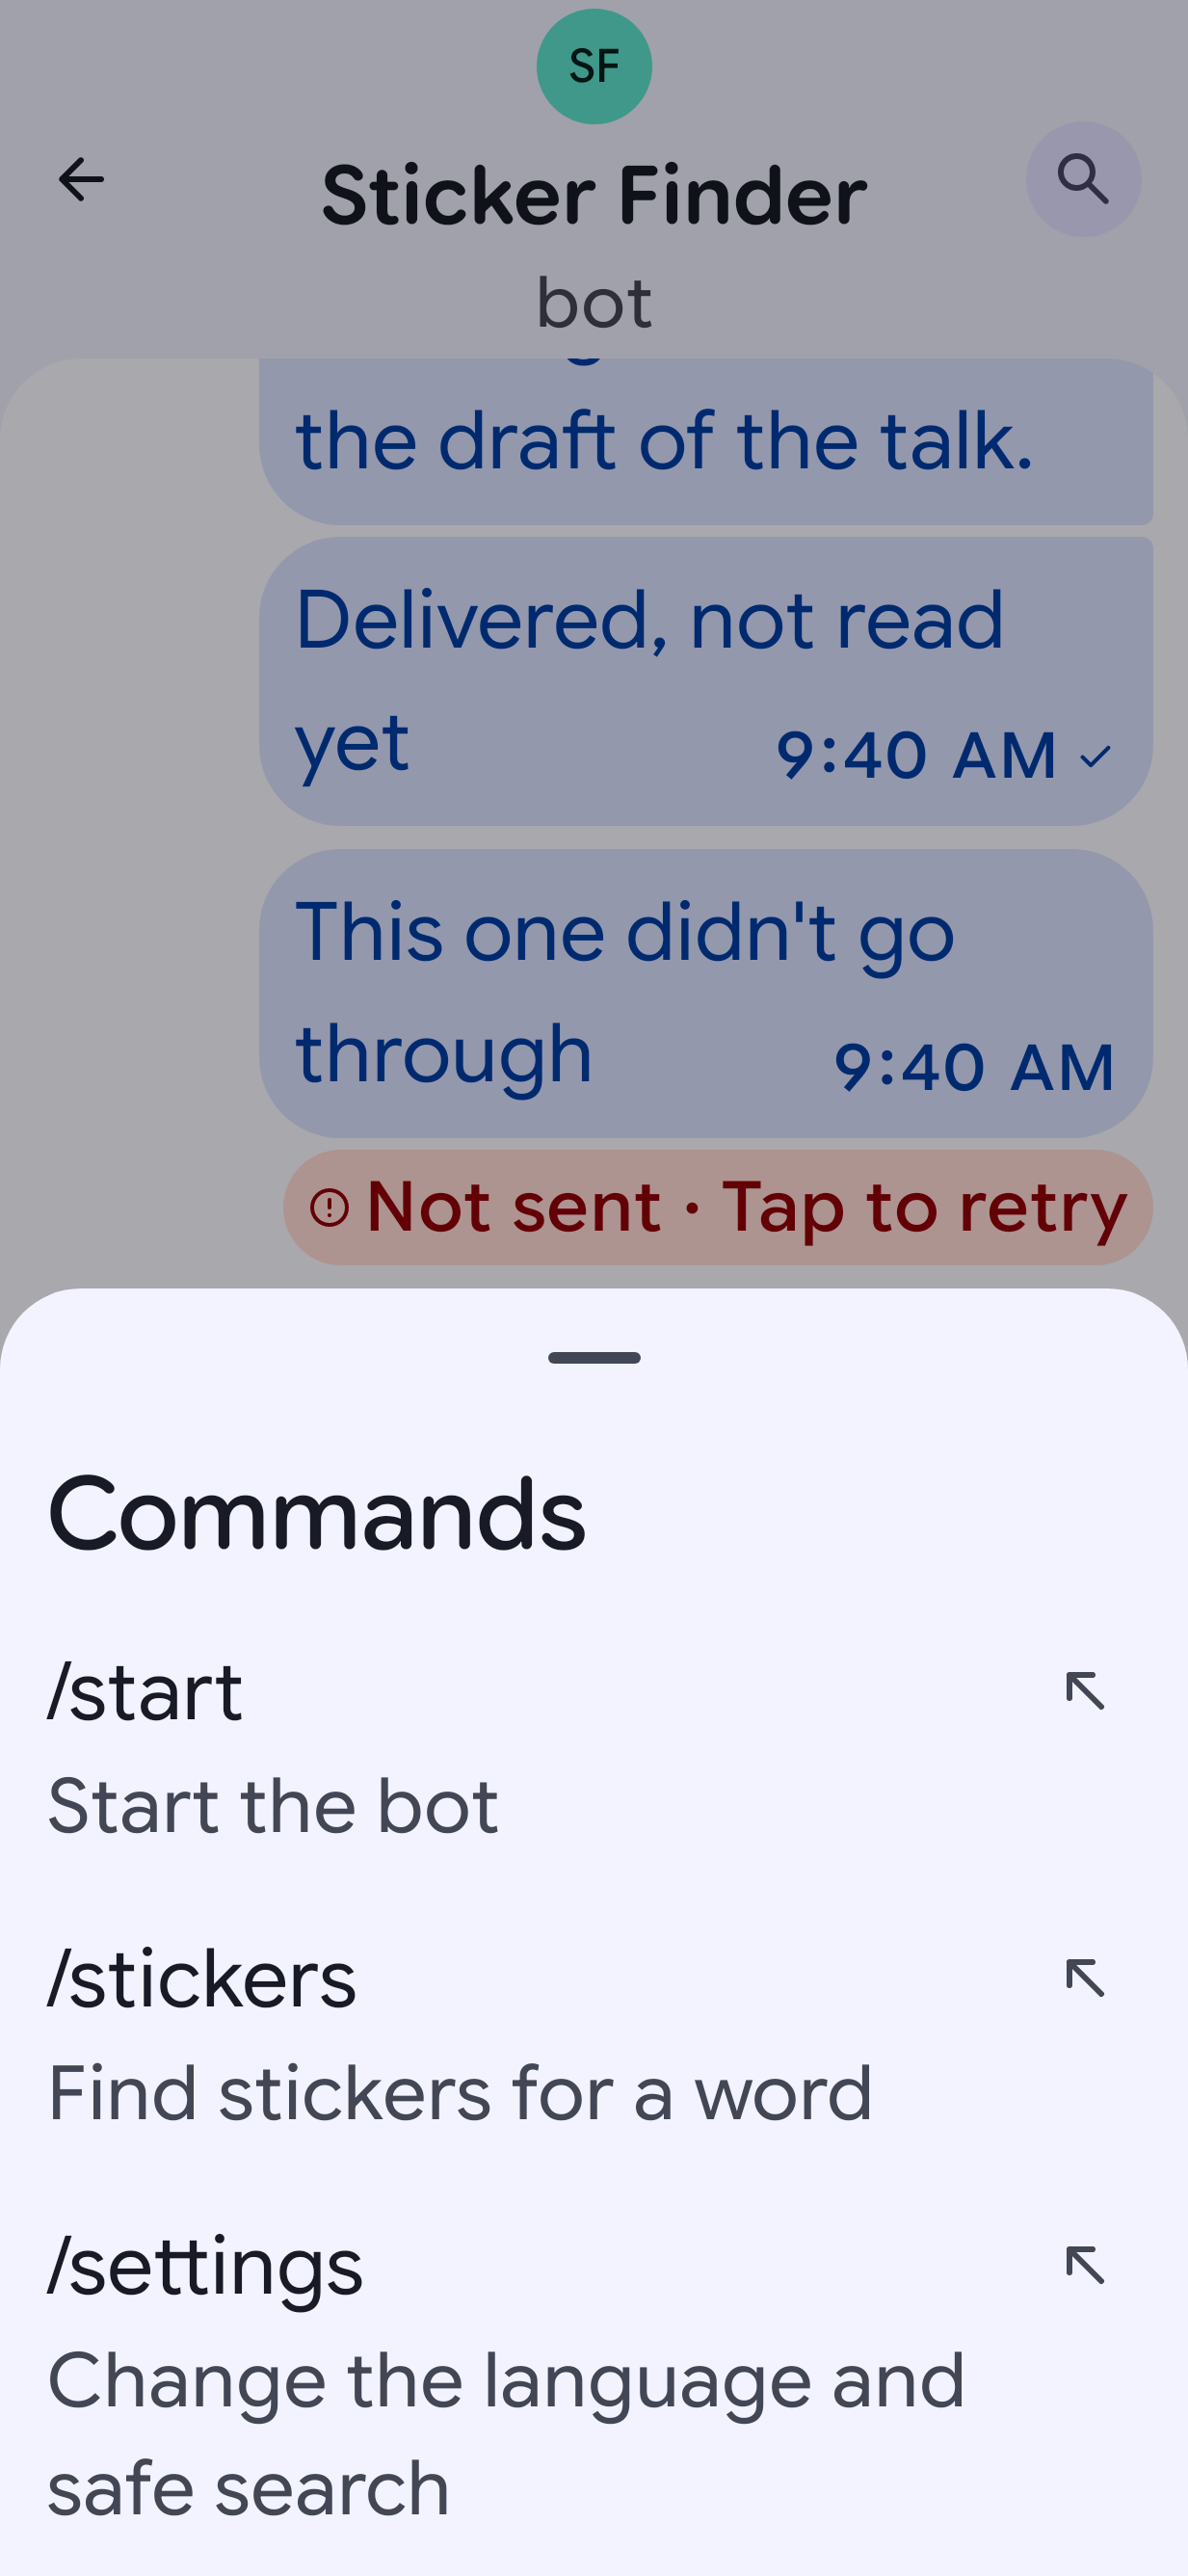 SF
Sticker Finder
bot
the draft of the talk.
Delivered, not read
yet
9:40 AM
This one didn't go
through
9:40 AM
Not sent · Tap to retry
Commands
/start
Start the bot
/stickers
Find stickers for a word
/settings
Change the language and
safe search